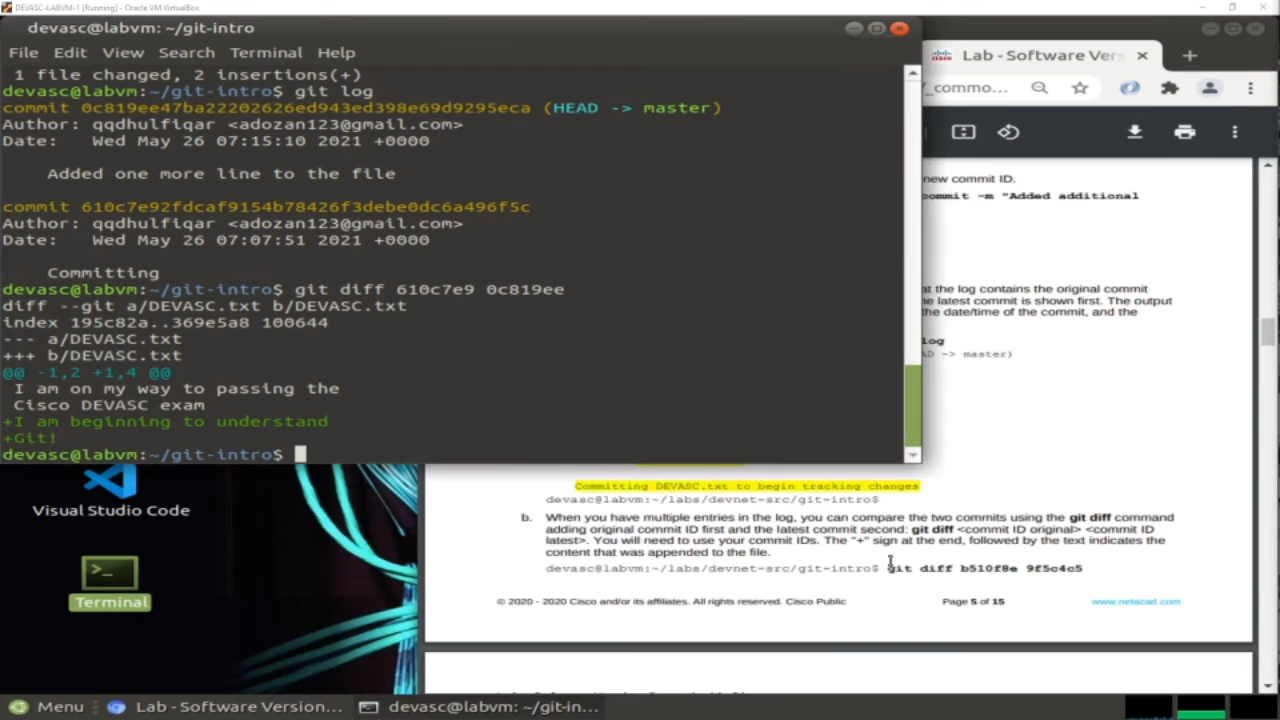 DEVASC-LABVM-1 [Running] - Oracle VM VirtualBox
devasc@labvm: ~/git-intro
File Edit View Search Terminal Help
1 file changed, 2 insertions(+)
devasc@labvm:~/git-intro$ git log
commit 0c819ee47ba22202626ed943ed398e69d9295eca (HEAD -> master)
Author: qqdhulfiqar <adozan123@gmail.com>
Date: Wed May 26 07:15:10 2021 +0000
Added one more line to the file
commit 610c7e92fdcaf9154b78426f3debe0dc6a496f5c
Author: qqdhulfiqar <adozan123@gmail.com>
Date: Wed May 26 07:07:51 2021 +0000
Committing
devasc@labvm:~/git-intro$ git diff 610c7e9 0c819ee
diff --git a/DEVASC.txt b/DEVASC.txt
index 195c82a..369e5a8 100644
--- a/DEVASC.txt
+++ b/DEVASC.txt
@@ -1,2 +1,4 @@
I am on my way to passing the
Cisco DEVASC exam
+I am beginning to understand
+Git!
devasc@labvm:~/git-intro$
CISCO Lab - Software Vers
_commo...
new commit ID.
commit -m "Added additional
at the log contains the original commit
e latest commit is shown first. The output
the date/time of the commit, and the
log
AD -> master)
Committing DEVASC.txt to begin tracking changes
devasc@labvm:~/labs/devnet-src/git-intro$
b. When you have multiple entries in the log, you can compare the two commits using the git diff command
adding original commit ID first and the latest commit second: git diff <commit ID original> <commit ID
latest>. You will need to use your commit IDs. The "+" sign at the end, followed by the text indicates the
content that was appended to the file.
devasc@labvm:~/labs/devnet-src/git-intro$ git diff b510f8e 9f5c4c5
© 2020 - 2020 Cisco and/or its affiliates. All rights reserved. Cisco Public Page 5 of 15 www.netacad.com
Visual Studio Code
Terminal
Menu Lab - Software Version... devasc@labvm: ~/git-in...